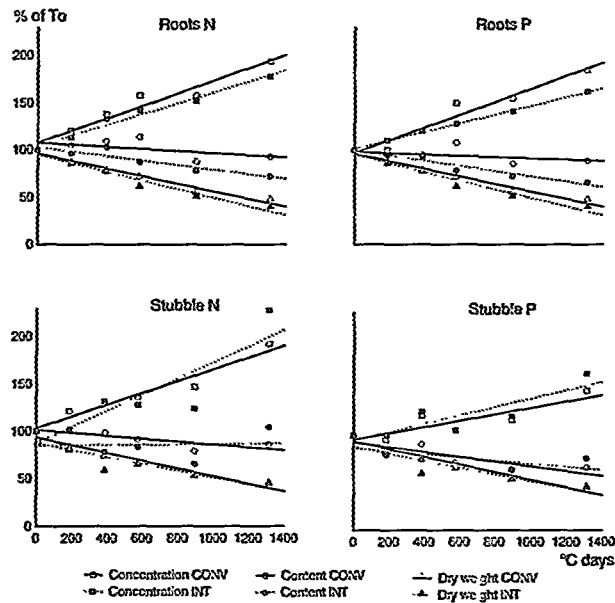 % of To
Roots N
Roots P
200
150
100
50
0
Stubble N
Stubble P
200
150
100
50
0
0 200 400 600 800 1000 1200 1400
0 200 400 600 800 1000 1200 1400
°C days
Concentration CONV Content CONV Dry weight CONV
Concentration INT Content INT Dry weight INT